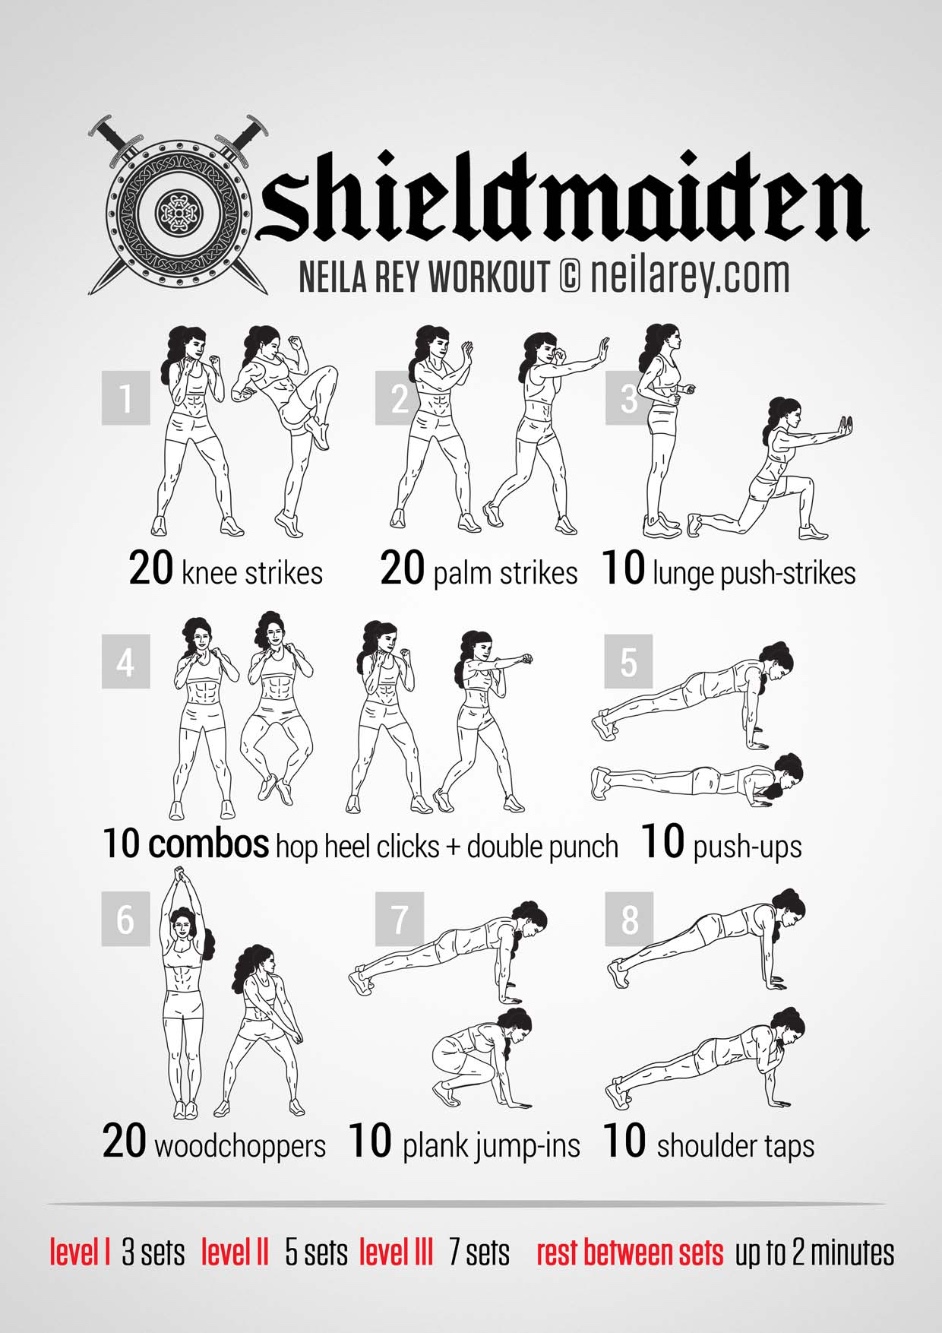 shieldmaiden
NEILA REY WORKOUT © neilarey.com
1
2
3
20 knee strikes
20 palm strikes
10 lunge push-strikes
4
5
10 combos hop heel clicks + double punch
10 push-ups
6
7
8
20 woodchoppers
10 plank jump-ins
10 shoulder taps
level I 3 sets level II 5 sets level III 7 sets rest between sets up to 2 minutes